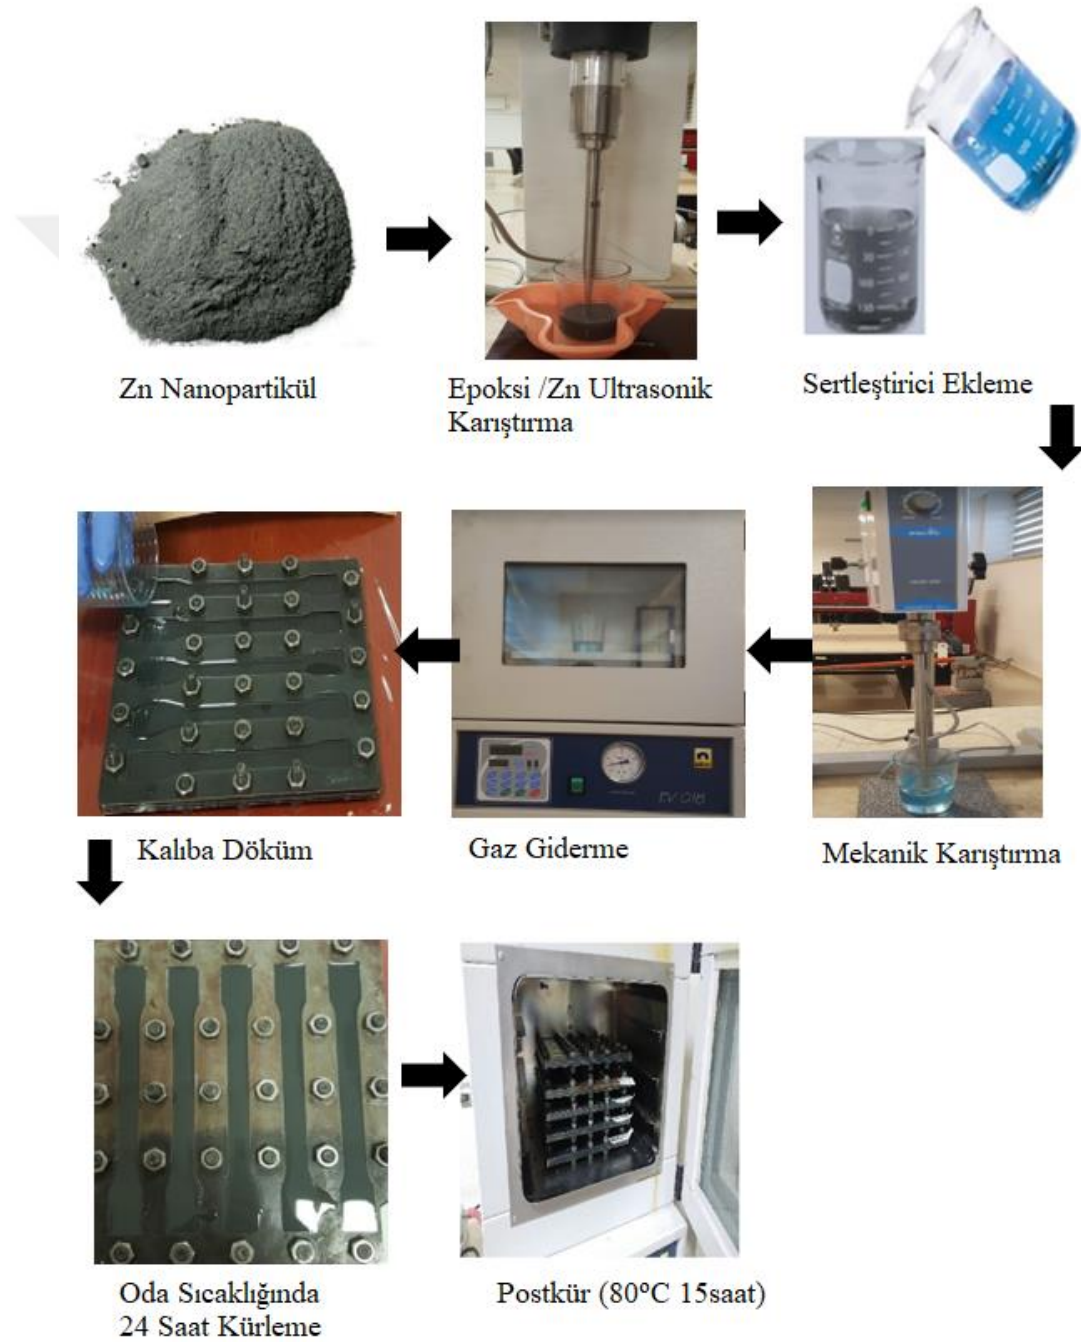 Zn Nanopartikül
Epoksi /Zn Ultrasonik
Karıştırma
Sertleştirici Ekleme
Mekanik Karıştırma
Gaz Giderme
Kalıba Döküm
Oda Sıcaklığında
24 Saat Kürleme
Postkür (80°C 15saat)